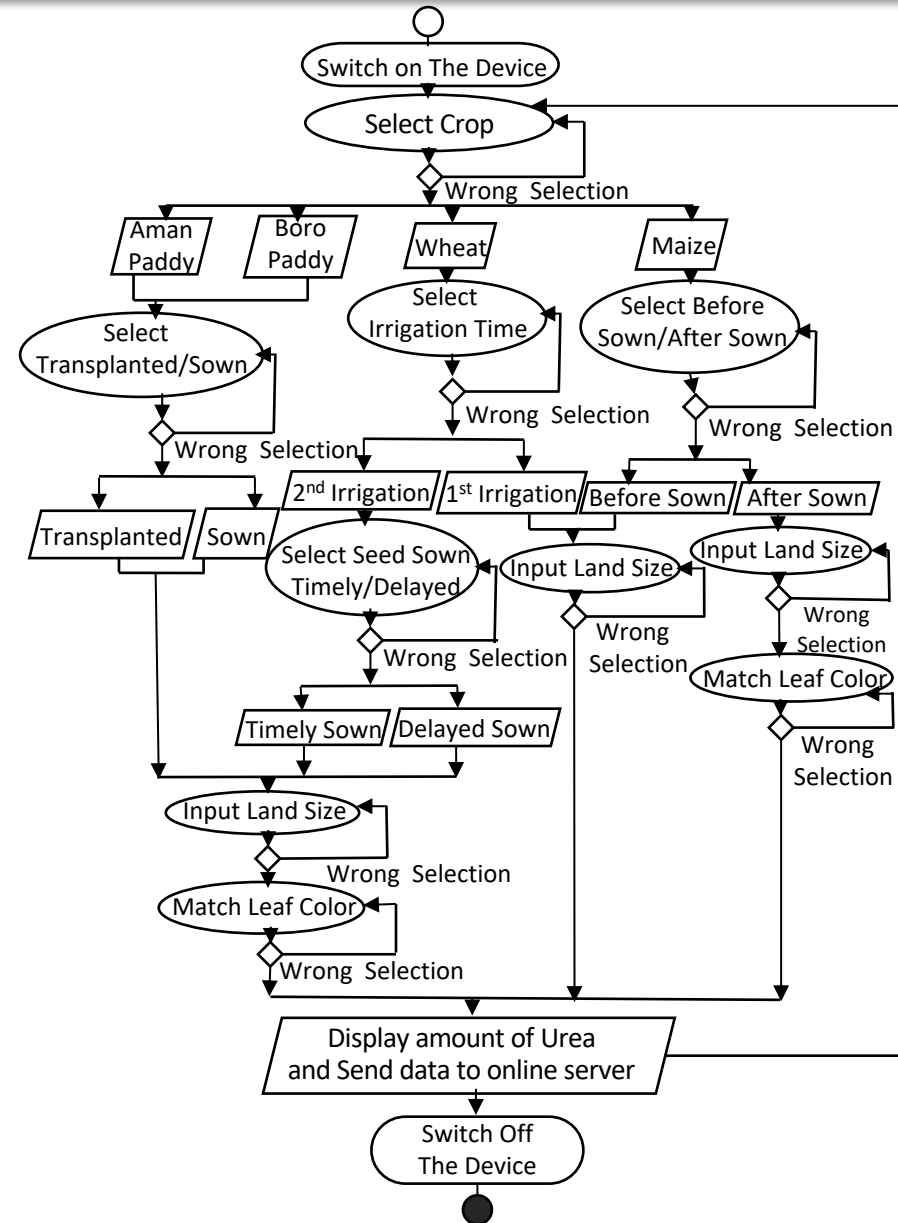 Switch on The Device
Select Crop
Wrong Selection
Aman
Paddy
Boro
Paddy
Wheat
Maize
Select
Transplanted/Sown
Wrong Selection
Select
Irrigation Time
Wrong Selection
Select Before
Sown/After Sown
Wrong Selection
Transplanted
Sown
2nd Irrigation
1st Irrigation
Before Sown
After Sown
Select Seed Sown
Timely/Delayed
Wrong Selection
Input Land Size
Wrong
Selection
Input Land Size
Wrong
Selection
Match Leaf Color
Wrong
Selection
Timely Sown
Delayed Sown
Input Land Size
Wrong Selection
Match Leaf Color
Wrong Selection
Display amount of Urea
and Send data to online server
Switch Off
The Device